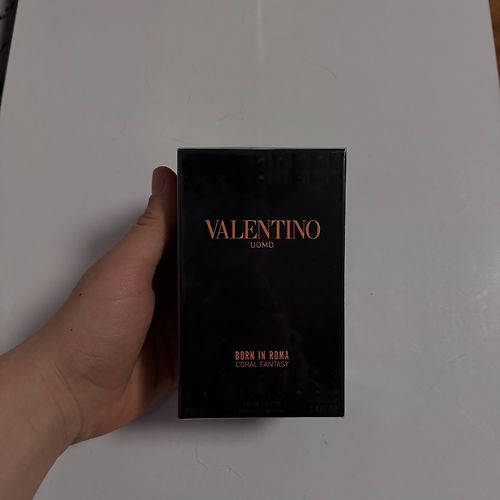 VALENTINO
UOMO
BORN IN ROMA
CORAL FANTASY